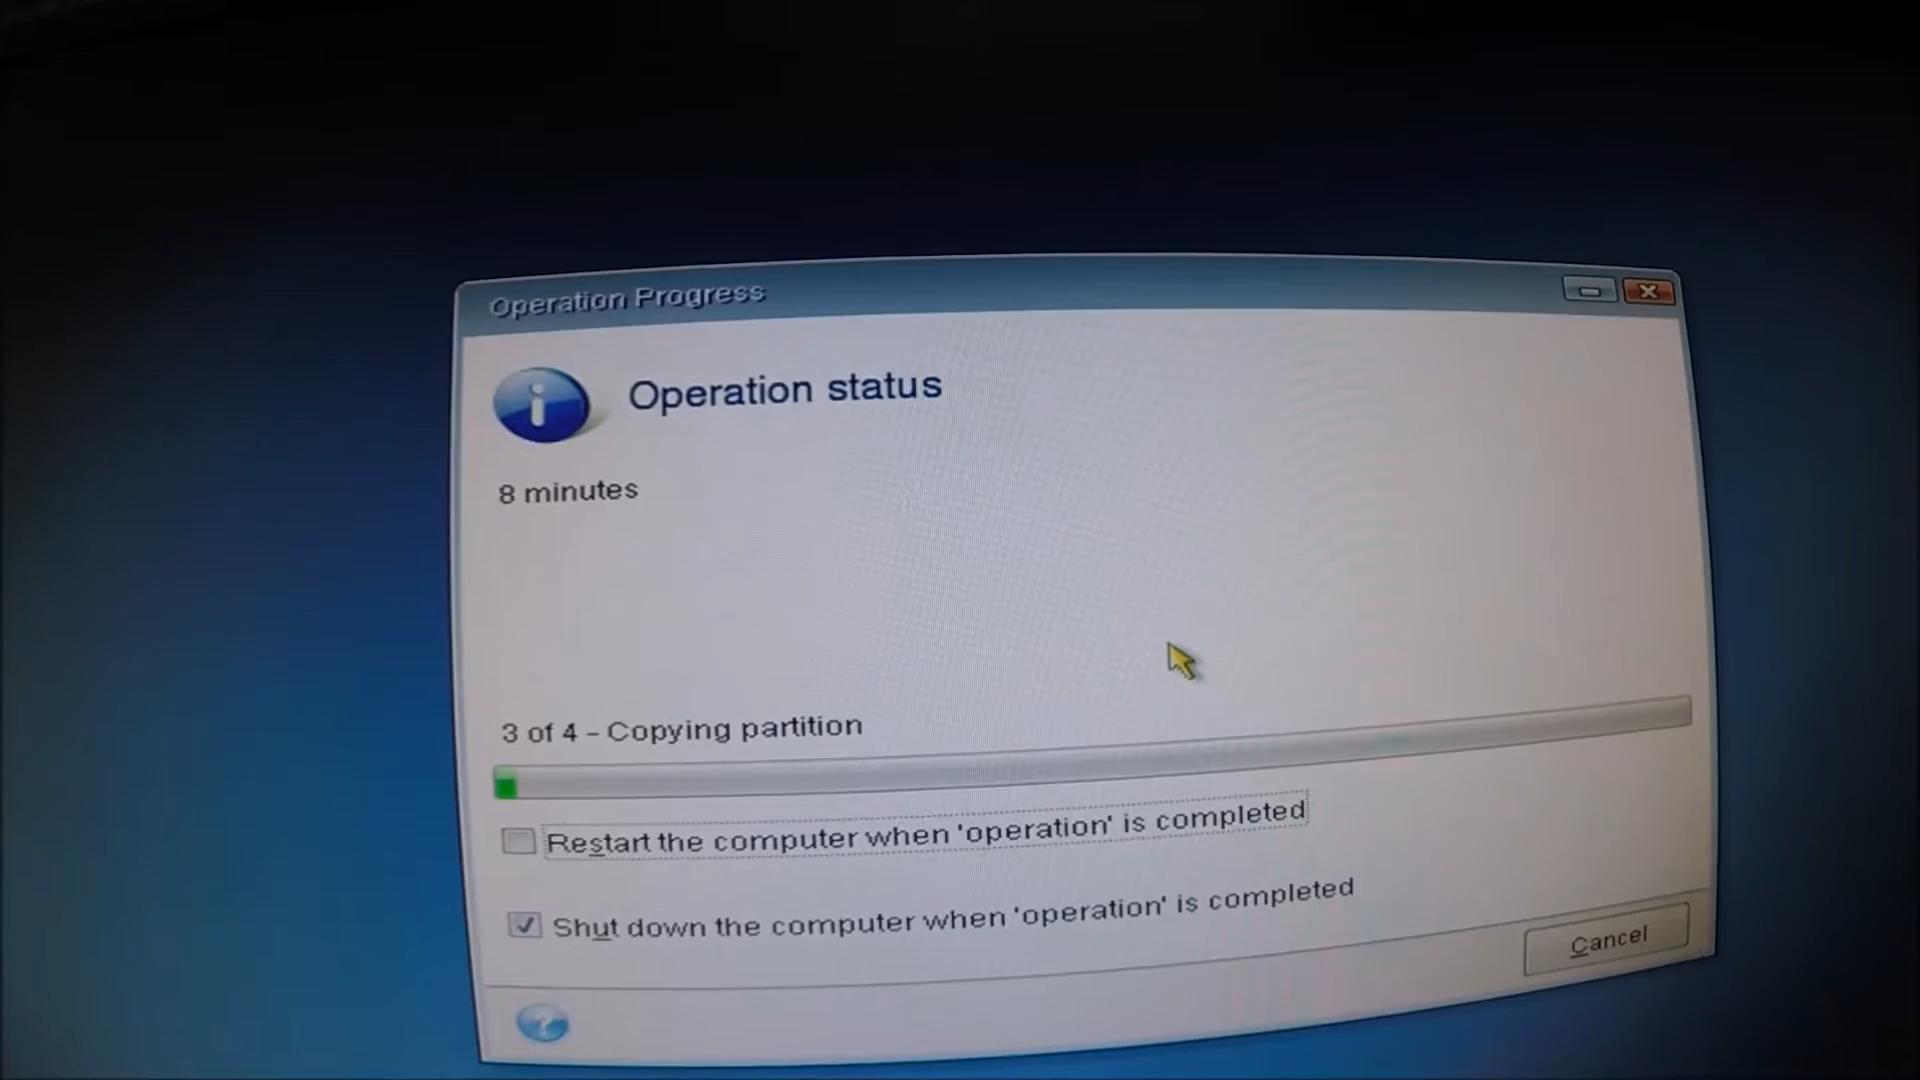 Operation Progress
Operation status
8 minutes
3 of 4 - Copying partition
Restart the computer when 'operation' is completed
Shut down the computer when 'operation' is completed
Cancel